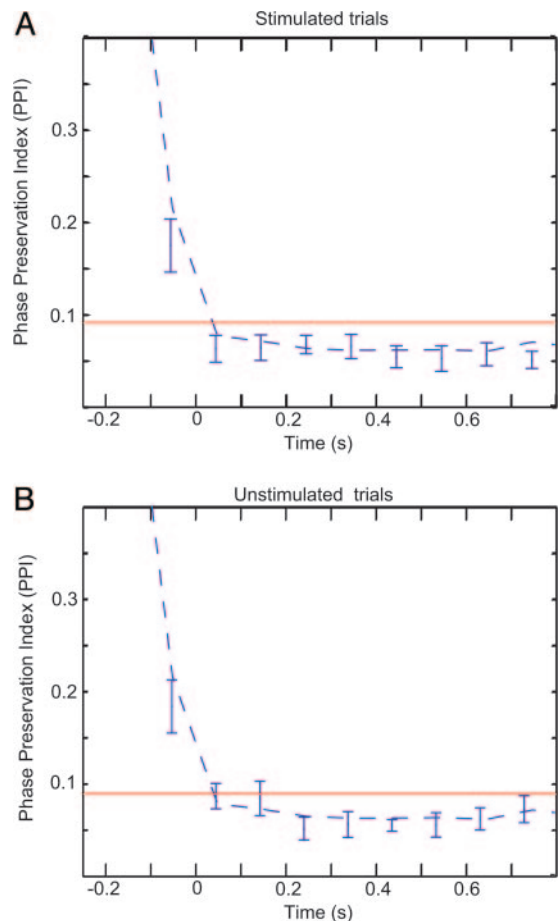 A
Stimulated trials
Phase Preservation Index (PPI)
0.3
0.2
0.1
-0.2 0 0.2 0.4 0.6
Time (s)
B
Unstimulated trials
Phase Preservation Index (PPI)
0.3
0.2
0.1
-0.2 0 0.2 0.4 0.6
Time (s)